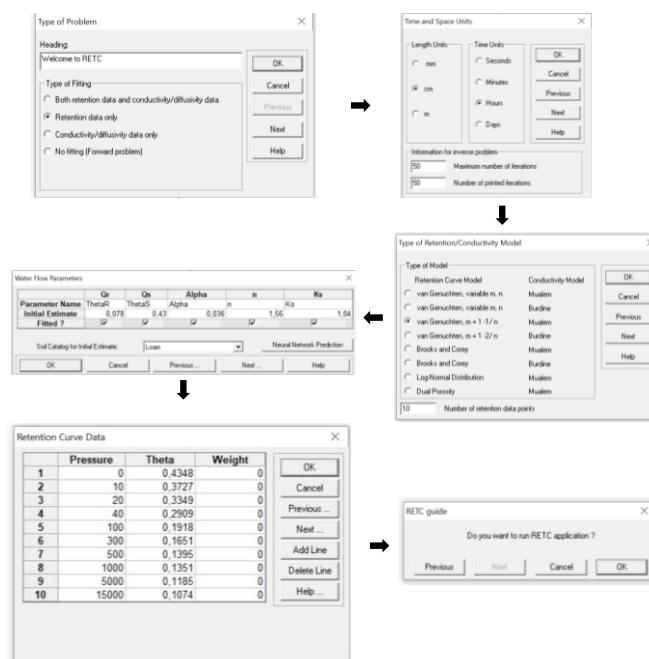 Type of Problem
Heading:
Welcome to RETC
Type of Fitting
Both retention data and conductivity/diffusivity data
Retention data only
Conductivity/diffusivity data only
No fitting (Forward problem)
OK
Cancel
Previous
Next
Help
Time and Space Units
Length Units
mm
cm
m
Time Units
Seconds
Minutes
Hours
Days
OK
Cancel
Previous
Next
Help
Information for inverse problem
50 Maximum number of iterations
50 Number of printed iterations
Type of Retention/Conductivity Model
Type of Model
Retention Curve Model Conductivity Model
van Genuchten, variable m, n Mualem
van Genuchten, variable m, n Burdine
van Genuchten, m = 1 -1/ n Mualem
van Genuchten, m = 1 -2/ n Burdine
Brooks and Corey Mualem
Brooks and Corey Burdine
Log-Normal Distribution Mualem
Dual Porosity Mualem
10 Number of retention data points
OK
Cancel
Previous
Next
Help
Water Flow Parameters
Qr Qs Alpha n Ks
Parameter Name ThetaR ThetaS Alpha n Ks
Initial Estimate 0,078 0,43 0,036 1,56 1,04
Fitted ?
Soil Catalog for Initial Estimate: Loam Neural Network Prediction
OK Cancel Previous ... Next ... Help
Retention Curve Data
Pressure Theta Weight
1 0 0,4348 0
2 10 0,3727 0
3 20 0,3349 0
4 40 0,2909 0
5 100 0,1918 0
6 300 0,1651 0
7 500 0,1395 0
8 1000 0,1351 0
9 5000 0,1185 0
10 15000 0,1074 0
OK
Cancel
Previous ...
Next ...
Add Line
Delete Line
Help ...
RETC guide
Do you want to run RETC application ?
Previous Next Cancel OK